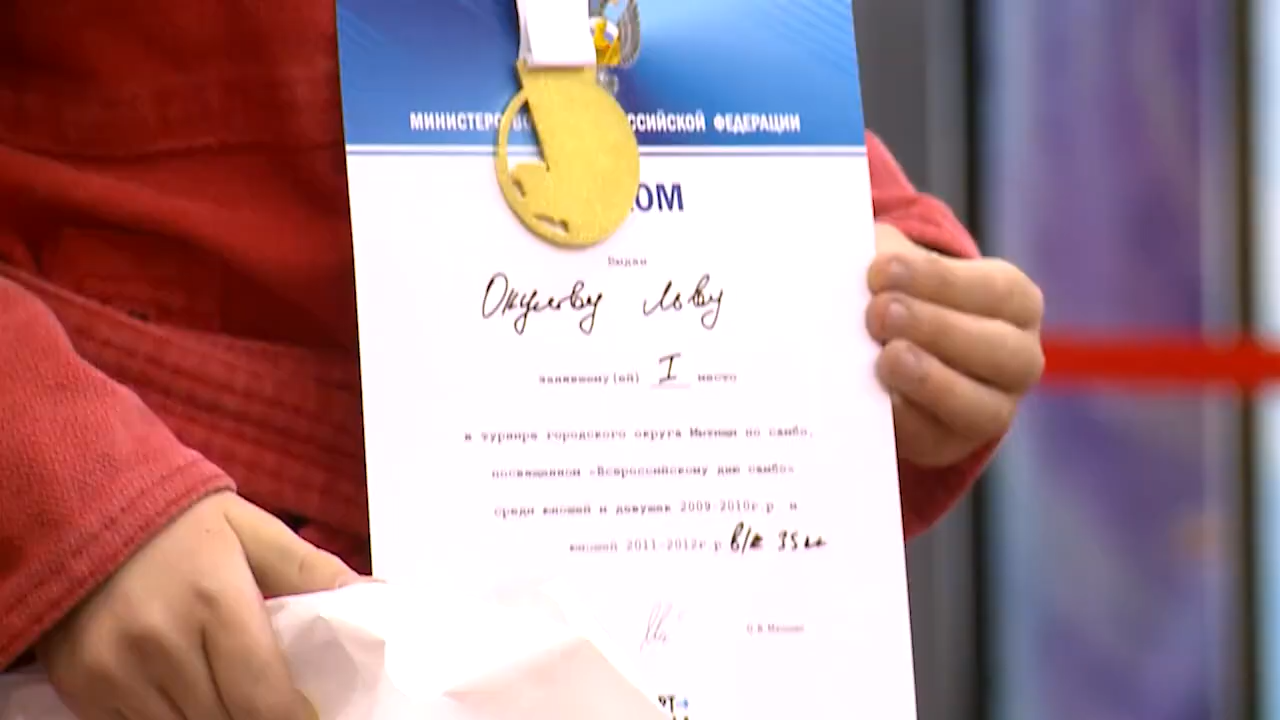 МИНИСТЕРСТВО РОССИЙСКОЙ ФЕДЕРАЦИИ
ОМ
Выдан
Окулову Льву
занявшему(ей) I место
в турнире городского округа Мытищи по самбо,
посвященном «Всероссийскому дню самбо»
среди юношей и девушек 2009-2010г.р и
юношей 2011-2012г.р в/к 35 кг